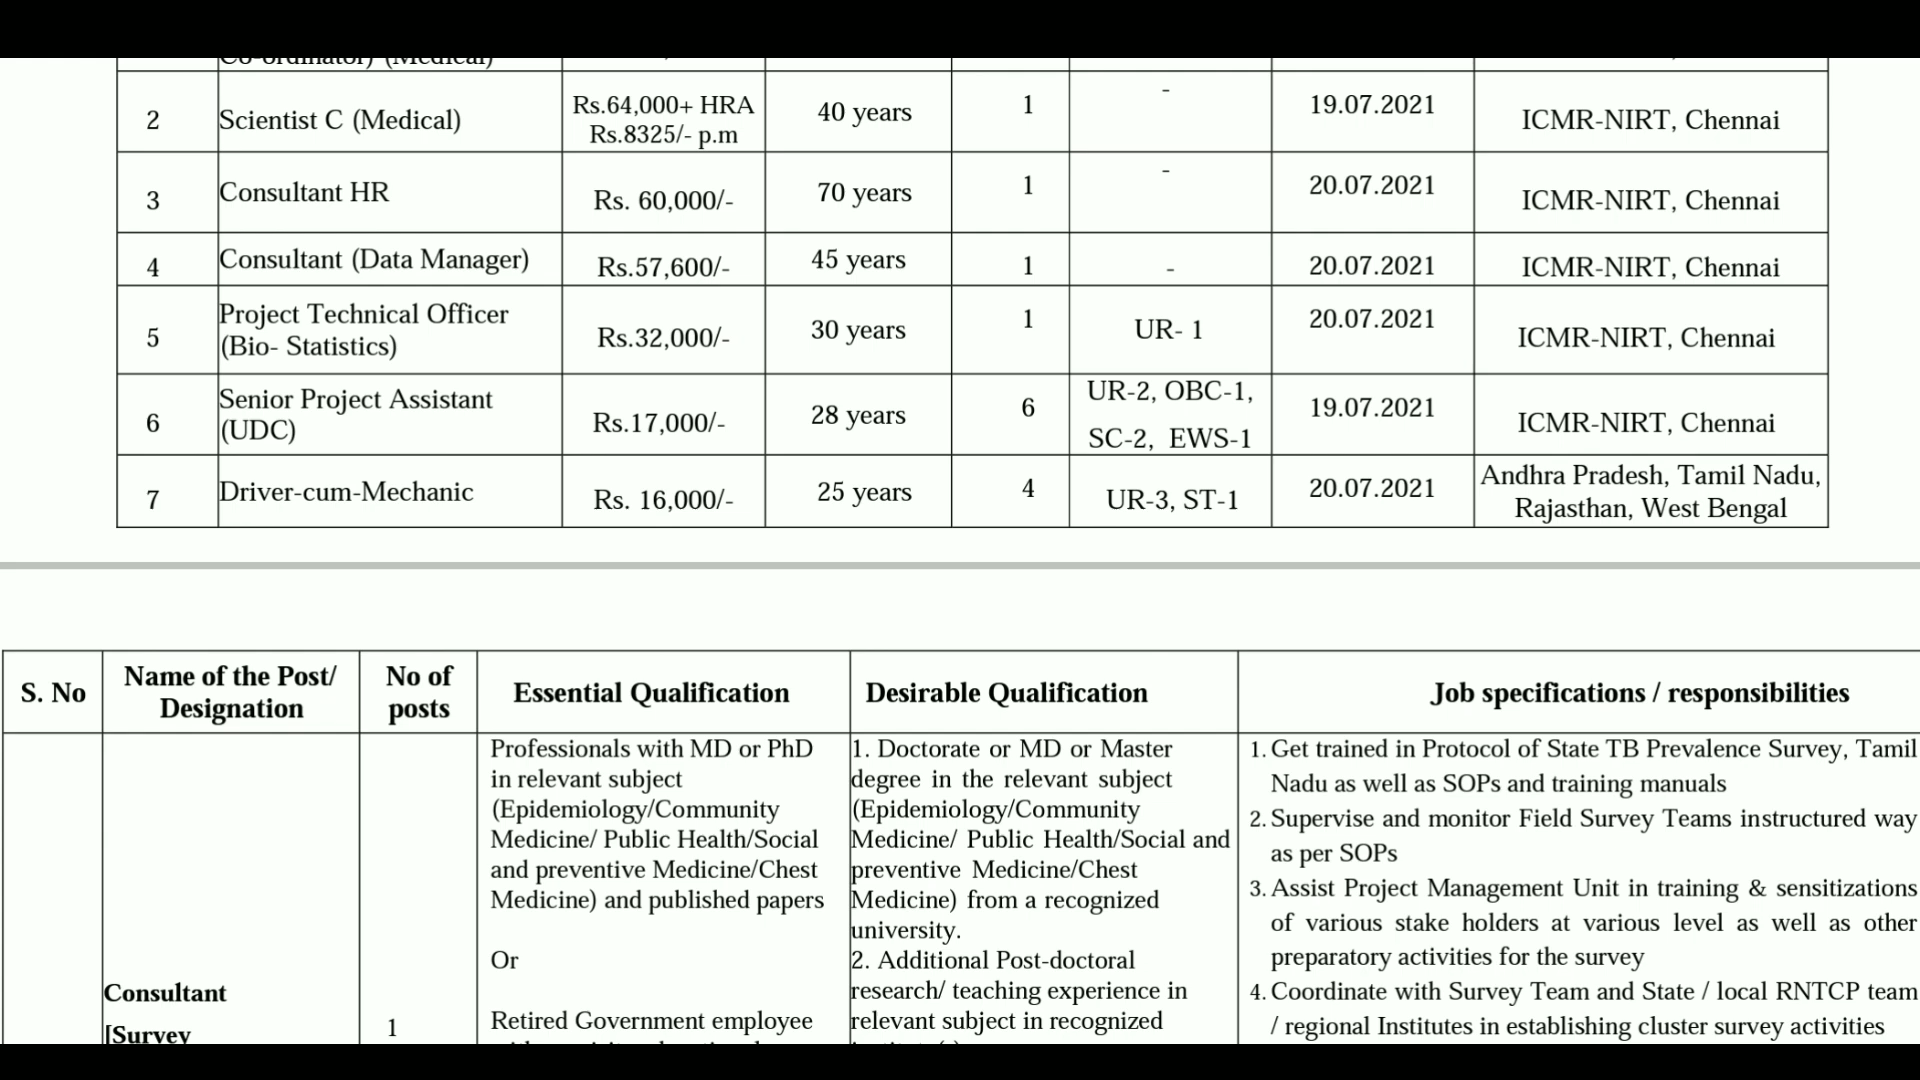 Co-ordinator) (Medical)
2 Scientist C (Medical) Rs.64,000+ HRA Rs.8325/- p.m 40 years 1 - 19.07.2021 ICMR-NIRT, Chennai
3 Consultant HR Rs. 60,000/- 70 years 1 - 20.07.2021 ICMR-NIRT, Chennai
4 Consultant (Data Manager) Rs.57,600/- 45 years 1 - 20.07.2021 ICMR-NIRT, Chennai
5 Project Technical Officer (Bio- Statistics) Rs.32,000/- 30 years 1 UR- 1 20.07.2021 ICMR-NIRT, Chennai
6 Senior Project Assistant (UDC) Rs.17,000/- 28 years 6 UR-2, OBC-1, SC-2, EWS-1 19.07.2021 ICMR-NIRT, Chennai
7 Driver-cum-Mechanic Rs. 16,000/- 25 years 4 UR-3, ST-1 20.07.2021 Andhra Pradesh, Tamil Nadu, Rajasthan, West Bengal
S. No
Name of the Post/
Designation
No of
posts
Essential Qualification
Desirable Qualification
Job specifications / responsibilities
Consultant
[Survey
1
Professionals with MD or PhD
in relevant subject
(Epidemiology/Community
Medicine/ Public Health/Social
and preventive Medicine/Chest
Medicine) and published papers
Or
Retired Government employee
1. Doctorate or MD or Master
degree in the relevant subject
(Epidemiology/Community
Medicine/ Public Health/Social and
preventive Medicine/Chest
Medicine) from a recognized
university.
2. Additional Post-doctoral
research/ teaching experience in
relevant subject in recognized
1. Get trained in Protocol of State TB Prevalence Survey, Tamil
Nadu as well as SOPs and training manuals
2. Supervise and monitor Field Survey Teams instructured way
as per SOPs
3. Assist Project Management Unit in training & sensitizations
of various stake holders at various level as well as other
preparatory activities for the survey
4. Coordinate with Survey Team and State / local RNTCP team
/ regional Institutes in establishing cluster survey activities